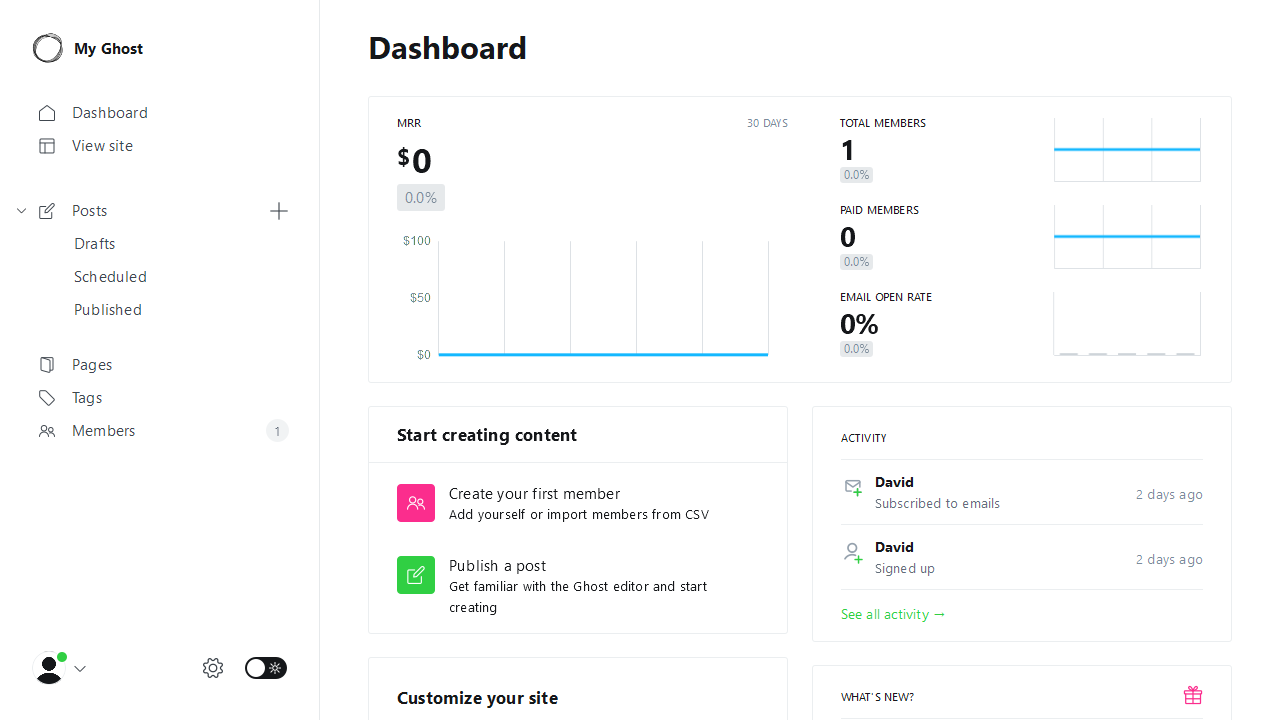 My Ghost
Dashboard
View site
Posts
Drafts
Scheduled
Published
Pages
Tags
Members
1
Dashboard
MRR
30 DAYS
$0
0.0%
$100
$50
$0
TOTAL MEMBERS
1
0.0%
PAID MEMBERS
0
0.0%
EMAIL OPEN RATE
0%
0.0%
Start creating content
Create your first member
Add yourself or import members from CSV
Publish a post
Get familiar with the Ghost editor and start
creating
Customize your site
ACTIVITY
David
Subscribed to emails
2 days ago
David
Signed up
2 days ago
See all activity →
WHAT'S NEW?